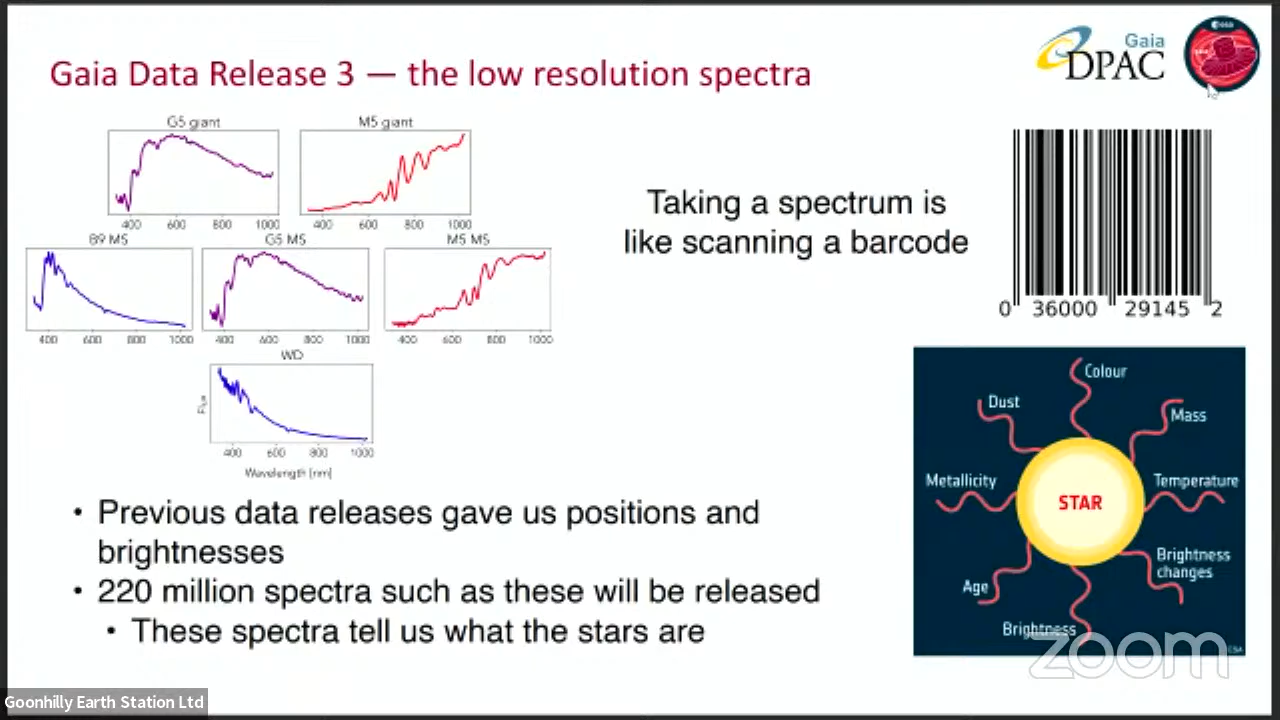 Gaia Data Release 3 — the low resolution spectra
Gaia
DPAC
esa
G5 giant
M5 giant
400 600 800 1000
400 600 800 1000
B9 MS
G5 MS
M5 MS
400 600 800 1000
400 600 800 1000
400 600 800 1000
WD
Flux
400 600 800 1000
Wavelength [nm]
Taking a spectrum is
like scanning a barcode
0 36000 29145 2
Colour
Dust
Mass
Metallicity
Temperature
STAR
Brightness
changes
Age
Brightness
ESA
• Previous data releases gave us positions and
brightnesses
• 220 million spectra such as these will be released
• These spectra tell us what the stars are
zoom
Goonhilly Earth Station Ltd